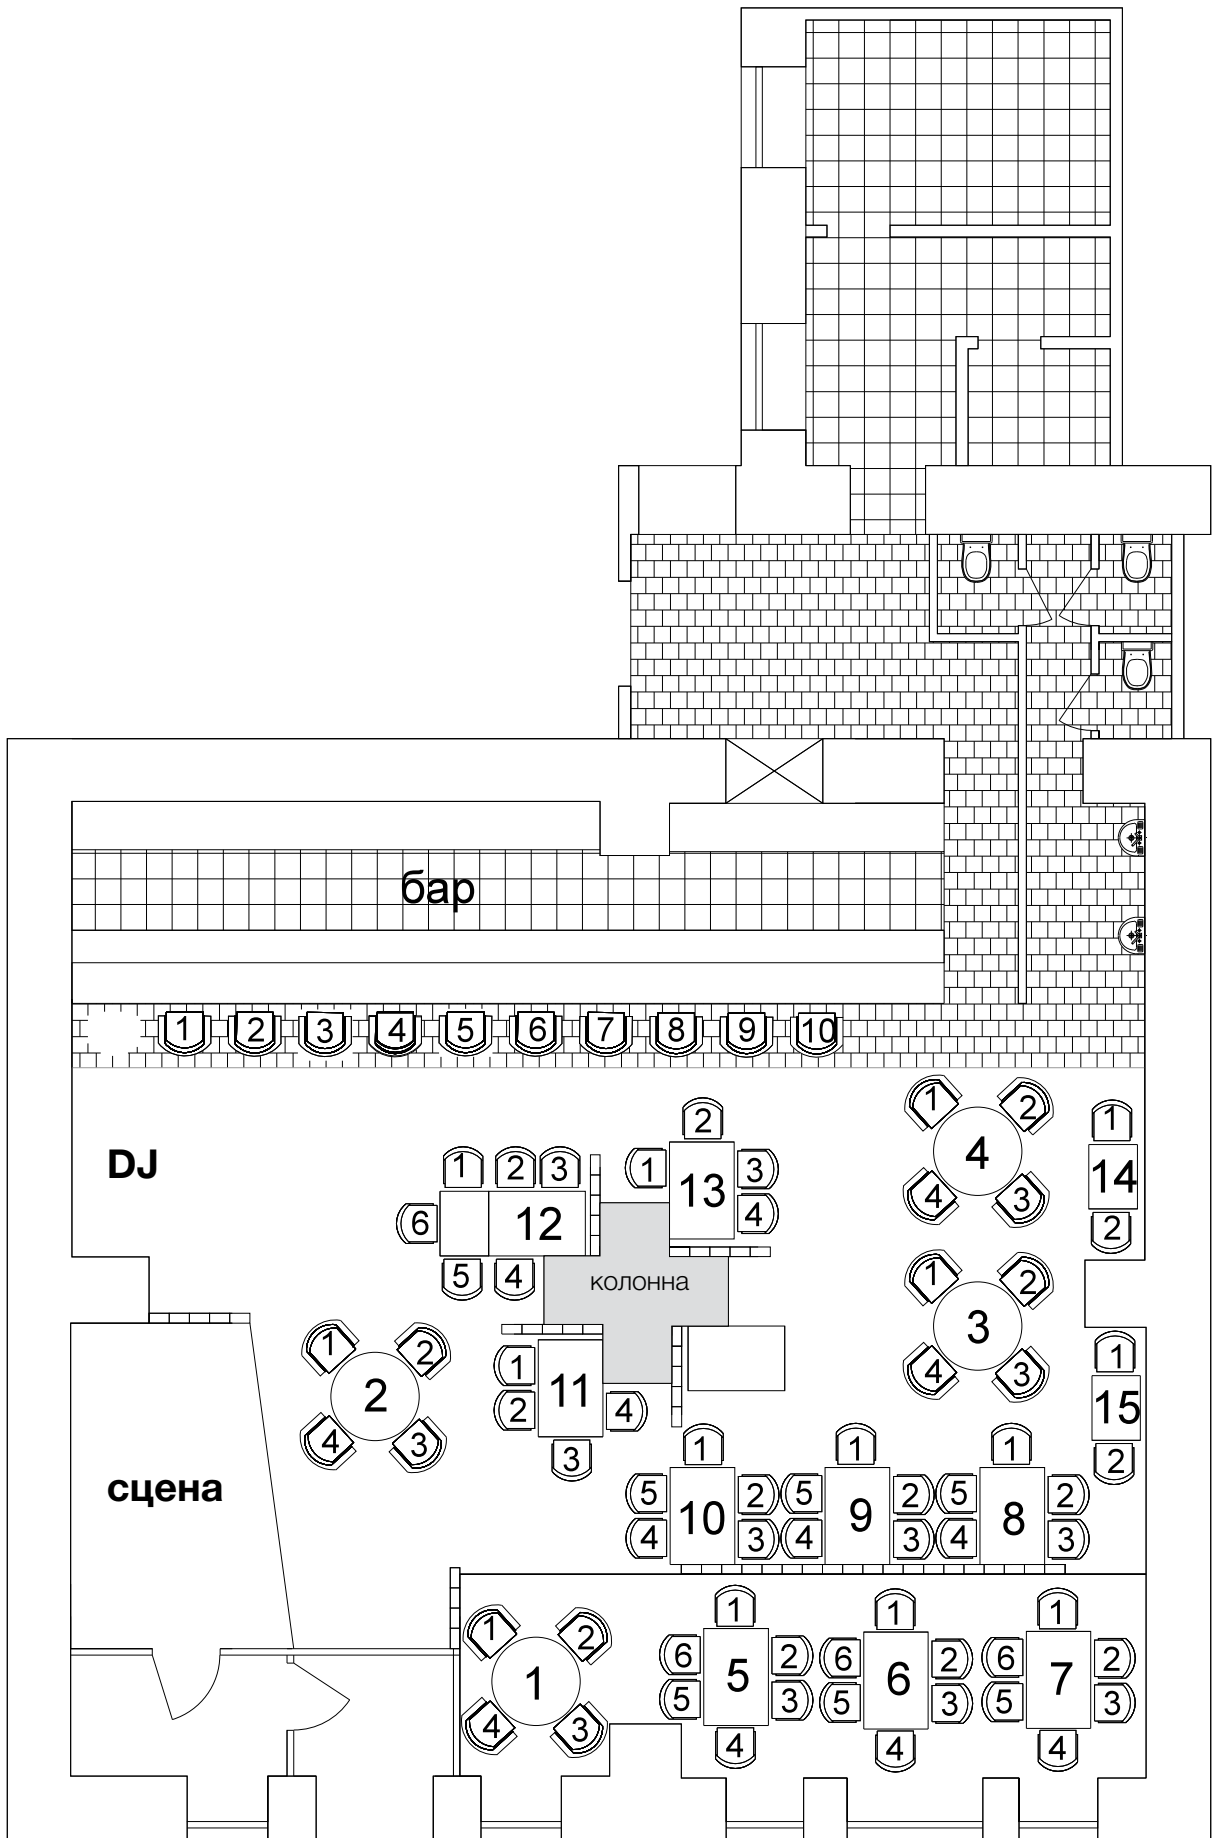 бар
1 2 3 4 5 6 7 8 9 10
DJ
1 2 3 12 6 5 4
2 1 13 3 4
1 2 4 4 3
1 14 2
колонна
1 2 3 4 3
1 15 2
1 2 2 4 3
1 2 11 4 3
сцена
1 5 10 2 4 3
1 5 9 2 4 3
1 5 8 2 4 3
1 2 1 4 3
1 6 5 2 5 3 4
1 6 6 2 5 3 4
1 6 7 2 5 3 4